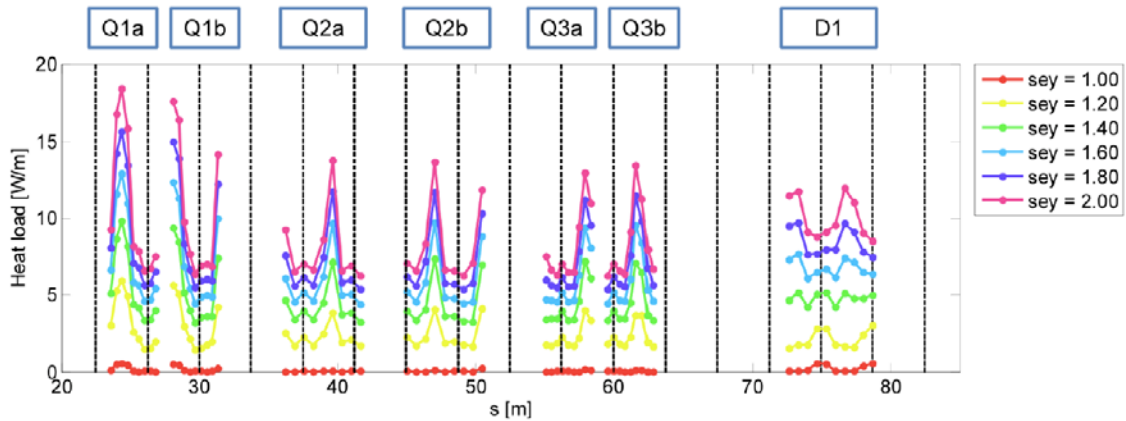 Q1a Q1b Q2a Q2b Q3a Q3b D1
20
15
10
5
0
Heat load [W/m]
20 30 40 50 60 70 80
s [m]
sey = 1.00
sey = 1.20
sey = 1.40
sey = 1.60
sey = 1.80
sey = 2.00